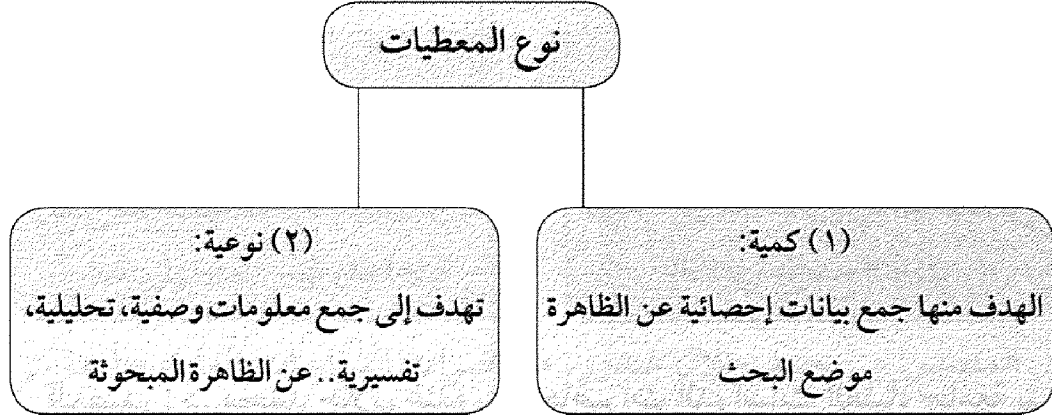 نوع المعطيات
(١) كمية:
الهدف منها جمع بيانات إحصائية عن الظاهرة
موضع البحث
(٢) نوعية:
تهدف إلى جمع معلومات وصفية، تحليلية،
تفسيرية.. عن الظاهرة المبحوثة